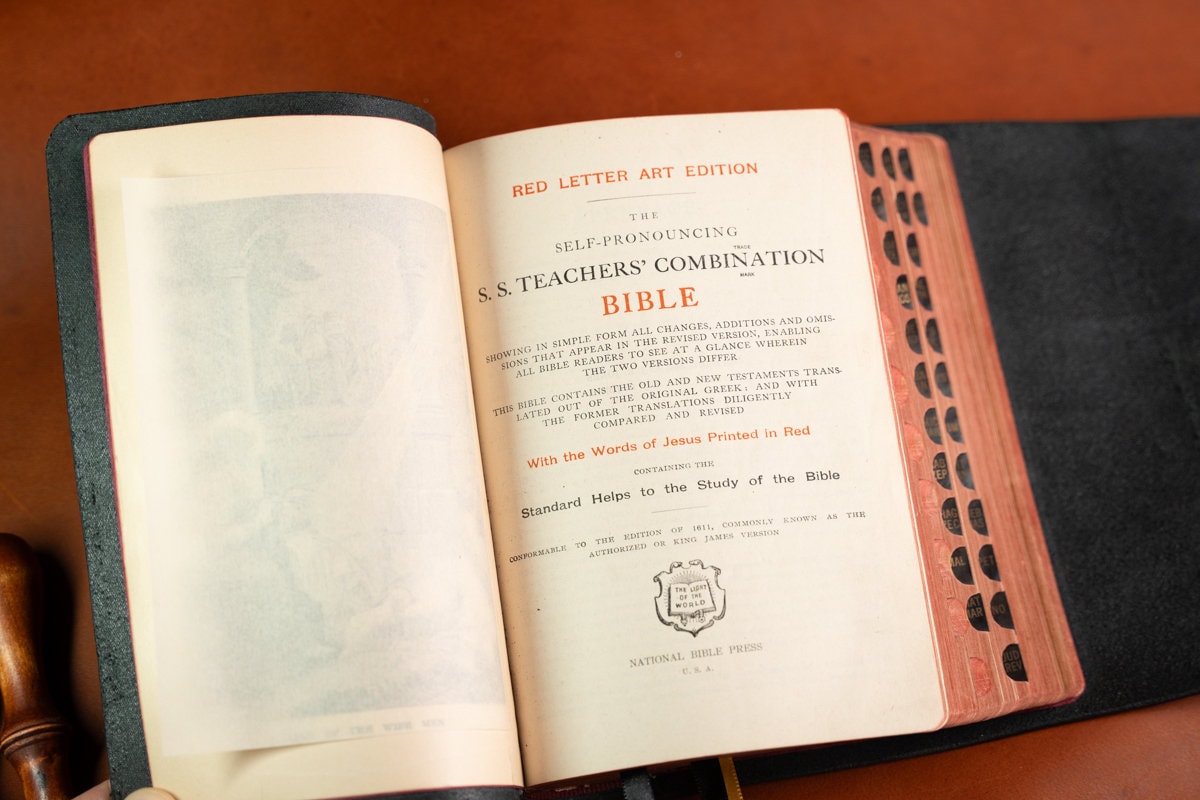 RED LETTER ART EDITION
THE
SELF-PRONOUNCING
TRADE
S. S. TEACHERS' COMBINATION
MARK
BIBLE
SHOWING IN SIMPLE FORM ALL CHANGES, ADDITIONS AND OMIS-
SIONS THAT APPEAR IN THE REVISED VERSION, ENABLING
ALL BIBLE READERS TO SEE AT A GLANCE WHEREIN
THE TWO VERSIONS DIFFER
THIS BIBLE CONTAINS THE OLD AND NEW TESTAMENTS TRANS-
LATED OUT OF THE ORIGINAL GREEK: AND WITH
THE FORMER TRANSLATIONS DILIGENTLY
COMPARED AND REVISED
With the Words of Jesus Printed in Red
CONTAINING THE
Standard Helps to the Study of the Bible
CONFORMABLE TO THE EDITION OF 1611, COMMONLY KNOWN AS THE
AUTHORIZED OR KING JAMES VERSION
THE LIGHT
OF THE
WORLD
NATIONAL BIBLE PRESS
U. S. A.